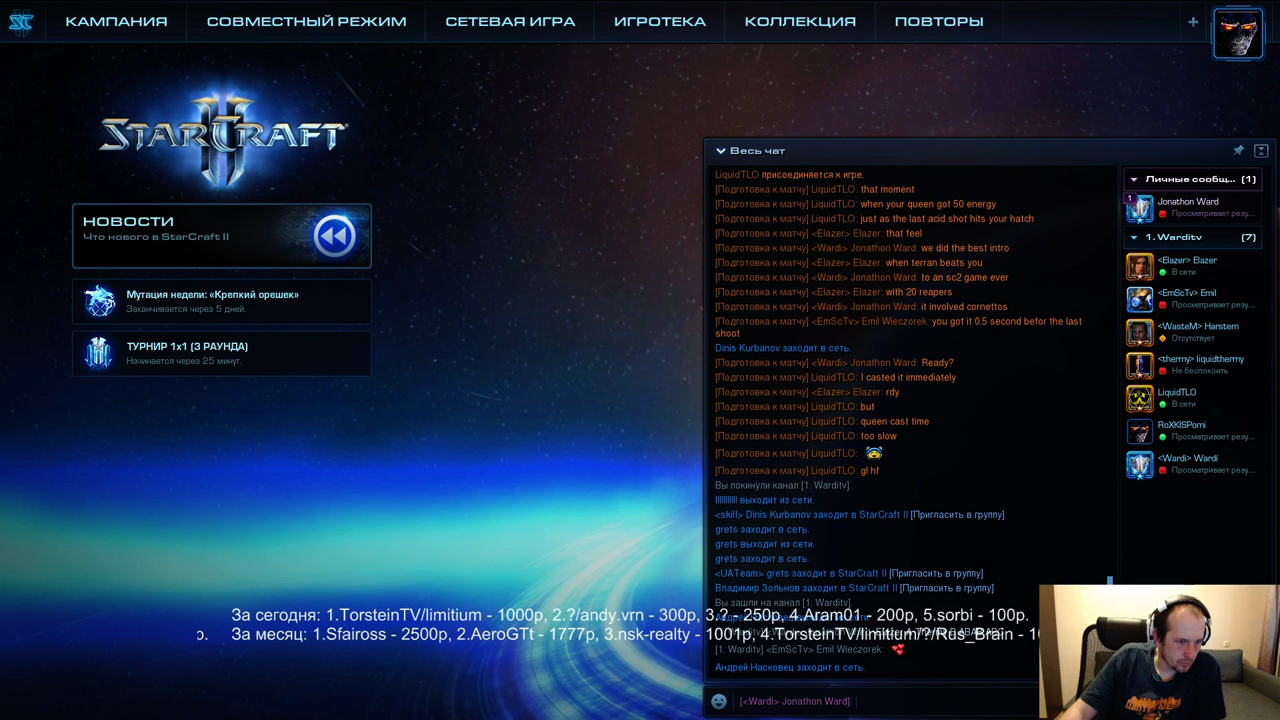 КАМПАНИЯ
СОВМЕСТНЫЙ РЕЖИМ
СЕТЕВАЯ ИГРА
ИГРОТЕКА
КОЛЛЕКЦИЯ
ПОВТОРЫ
STARCRAFT II
НОВОСТИ
Что нового в StarCraft II
Мутация недели: «Крепкий орешек»
Заканчивается через 5 дней.
ТУРНИР 1х1 (3 РАУНДА)
Начинается через 25 минут.
Весь чат
LiquidTLO присоединяется к игре.
[Подготовка к матчу] LiquidTLO: that moment
[Подготовка к матчу] LiquidTLO: when your queen got 50 energy
[Подготовка к матчу] LiquidTLO: just as the last acid shot hits your hatch
[Подготовка к матчу] <Elazer> Elazer: that feel
[Подготовка к матчу] <Wardi> Jonathon Ward: we did the best intro
[Подготовка к матчу] <Elazer> Elazer: when terran beats you
[Подготовка к матчу] <Wardi> Jonathon Ward: to an sc2 game ever
[Подготовка к матчу] <Elazer> Elazer: with 20 reapers
[Подготовка к матчу] <Wardi> Jonathon Ward: it involved cornettos
[Подготовка к матчу] <EmScTv> Emil Wieczorek: you got it 0.5 second befor the last
shoot
Dinis Kurbanov заходит в сеть.
[Подготовка к матчу] <Wardi> Jonathon Ward: Ready?
[Подготовка к матчу] LiquidTLO: I casted it immediately
[Подготовка к матчу] <Elazer> Elazer: rdy
[Подготовка к матчу] LiquidTLO: but
[Подготовка к матчу] LiquidTLO: queen cast time
[Подготовка к матчу] LiquidTLO: too slow
[Подготовка к матчу] LiquidTLO:
[Подготовка к матчу] LiquidTLO: gl hf
Вы покинули канал [1. Warditv].
выходит из сети.
<skill> Dinis Kurbanov заходит в StarCraft II [Пригласить в группу]
grets заходит в сеть.
grets выходит из сети.
grets заходит в сеть.
<UATeam> grets заходит в StarCraft II [Пригласить в группу]
Владимир Зольнов заходит в StarCraft II [Пригласить в группу]
Вы зашли на канал [1. Warditv].
[1. Warditv] <EmScTv> Emil Wieczorek:
Андрей Насковец заходит в сеть.
[<Wardi> Jonathon Ward]:
Личные сообщ... (1)
1
Jonathon Ward
Просматривает резу...
1. Warditv (7)
<Elazer> Elazer
В сети
<EmScTv> Emil
Просматривает резу...
<WasteM> Harstem
Отсутствует
<thermy> liquidthermy
Не беспокоить
LiquidTLO
В сети
RoXKISPomi
Просматривает резу...
<Wardi> Wardi
Просматривает резу...
За сегодня: 1.TorsteinTV/limitium - 1000р, 2.?/andy.vrn - 300р, 3.? - 250р, 4.Aram01 - 200р, 5.sorbi - 100р.
р. За месяц: 1.Sfaiross - 2500р, 2.AeroGTt - 1777р, 3.nsk-realty - 1001р, 4.TorsteinTV/limitium/?/Rus_Brain - 10